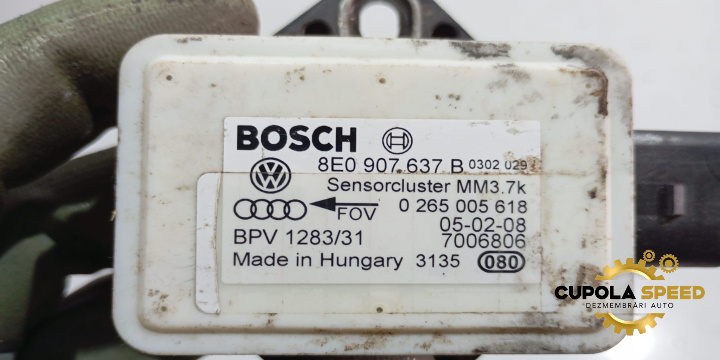 BOSCH
8E0 907 637 B 0302 029
Sensorcluster MM3.7k
FOV 0 265 005 618
05-02-08
BPV 1283/31 7006806
Made in Hungary 3135 080
CUPOLA SPEED
DEZMEMBRĂRI AUTO